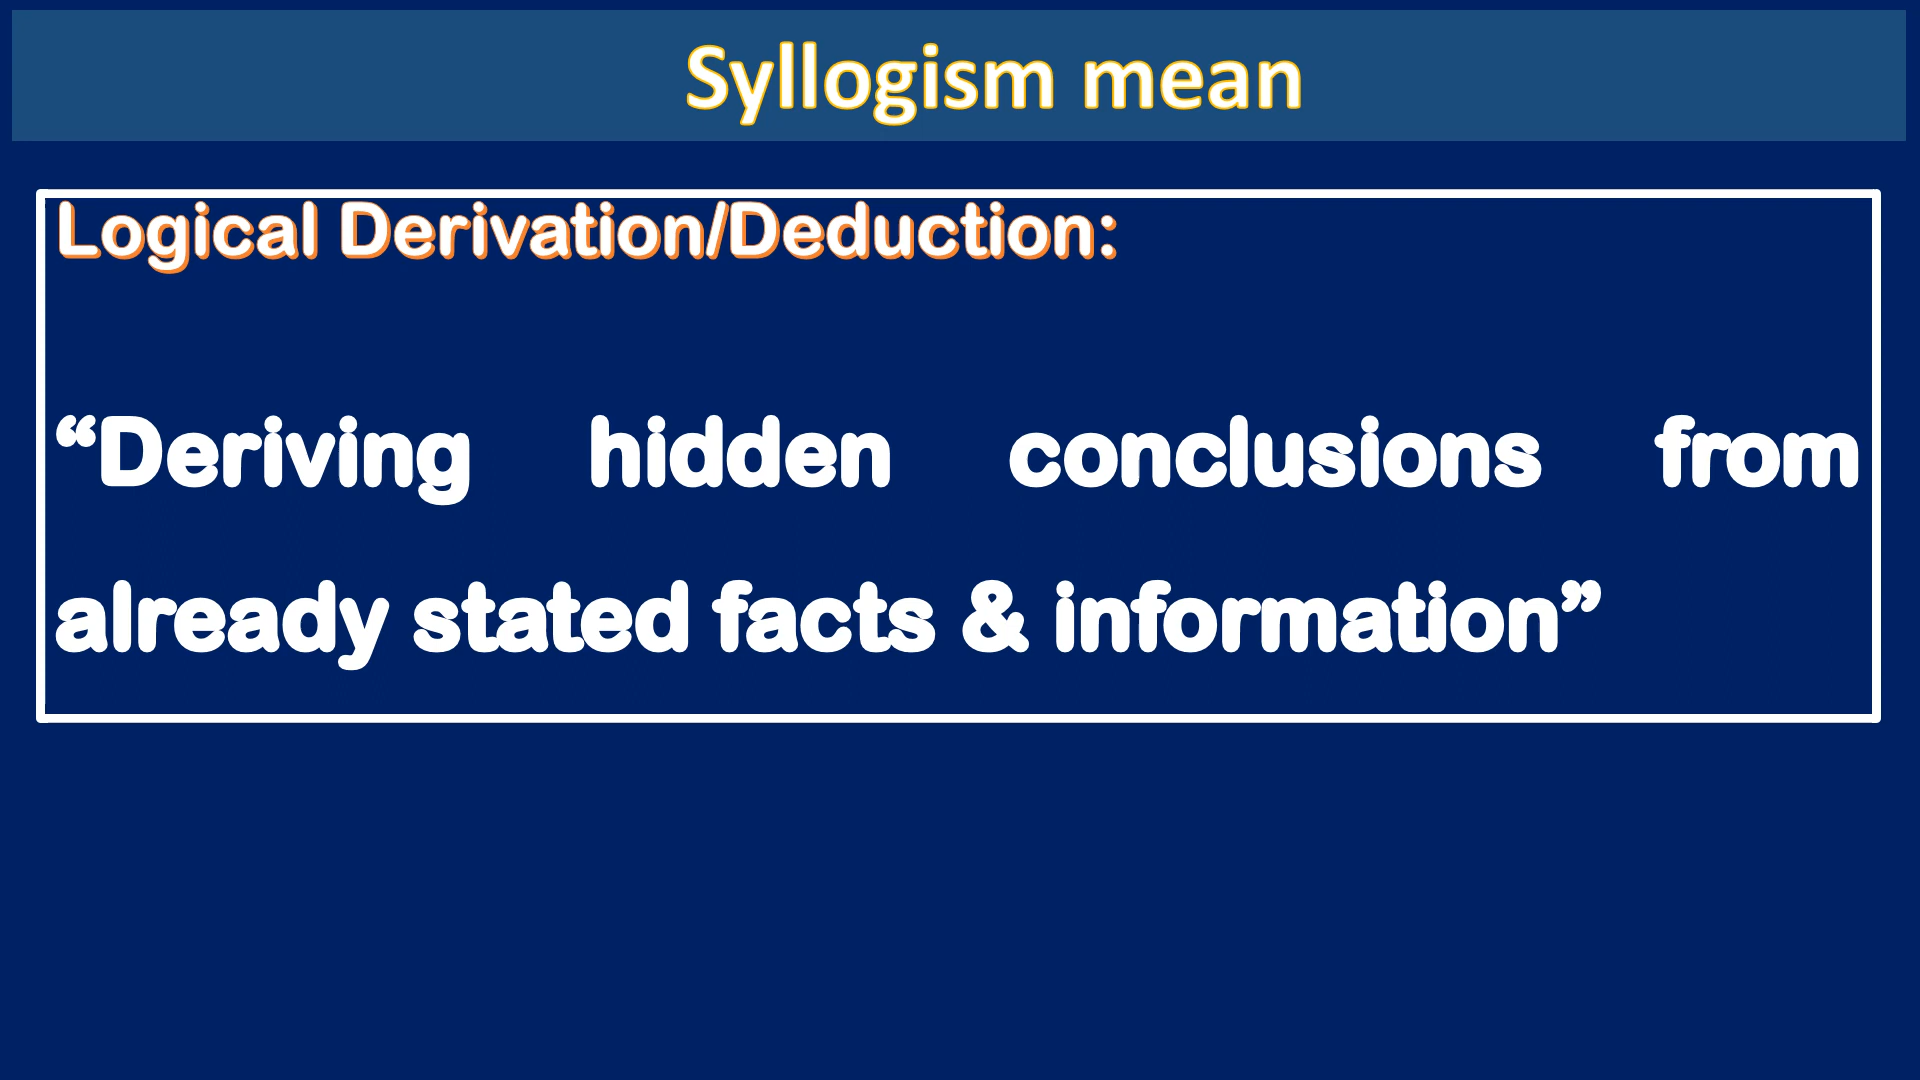 Syllogism mean
Logical Derivation/Deduction:
“Deriving hidden conclusions from
already stated facts & information”